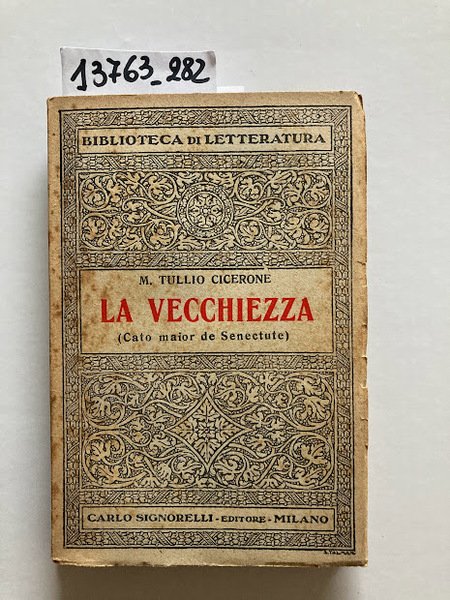 13763_282
BIBLIOTECA DI LETTERATURA
M. TULLIO CICERONE
LA VECCHIEZZA
(Cato maior de Senectute)
CARLO SIGNORELLI - EDITORE - MILANO